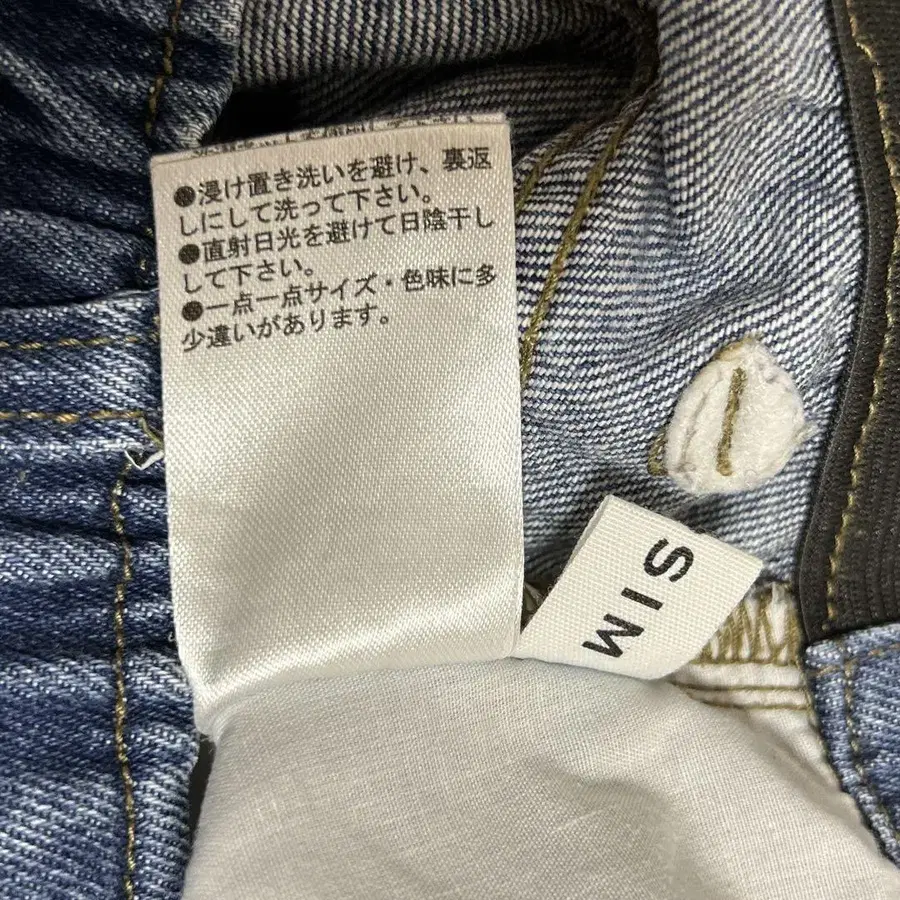 ●浸け置き洗いを避け、裏返
しにして洗って下さい。
●直射日光を避けて日陰干し
して下さい。
●一点一点サイズ・色味に多
少違いがあります。
SIM